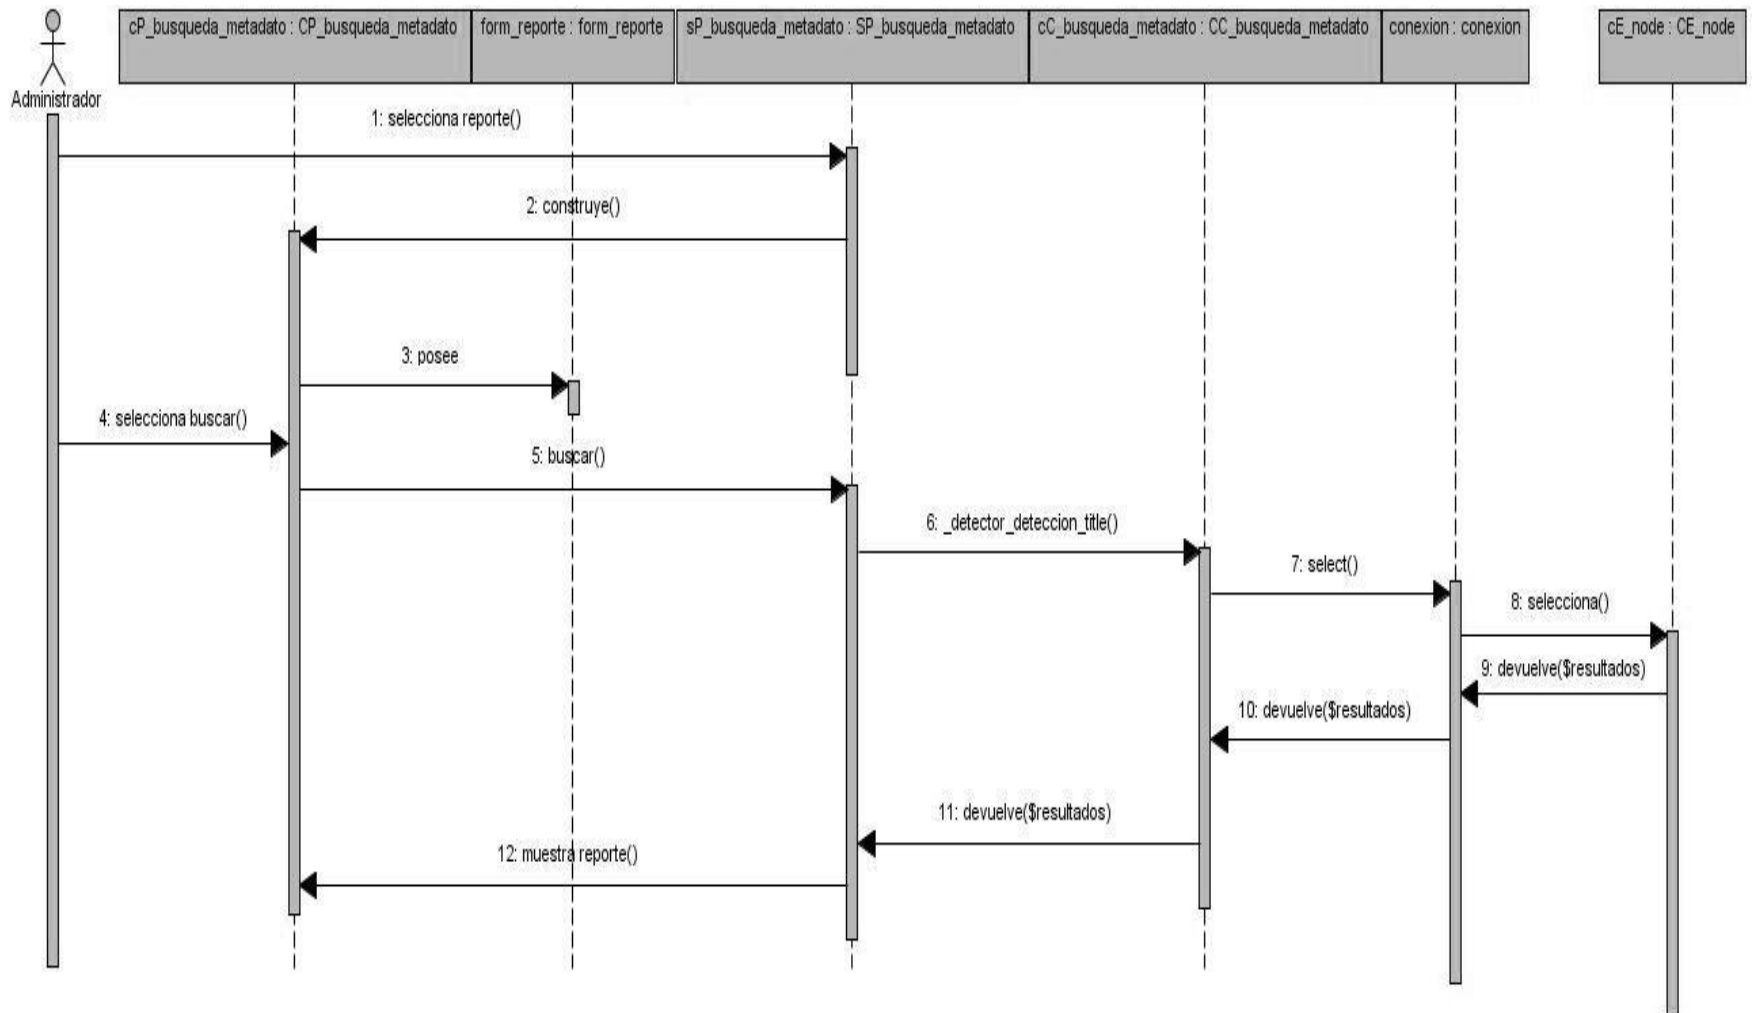 cP_busqueda_metadato : CP_busqueda_metadato
form_reporte : form_reporte
sP_busqueda_metadato : SP_busqueda_metadato
cC_busqueda_metadato : CC_busqueda_metadato
conexion : conexion
cE_node : CE_node
Administrador
1: selecciona reporte()
2: construye()
3: posee
4: selecciona buscar()
5: buscar()
6: _detector_deteccion_title()
7: select()
8: selecciona()
9: devuelve($resultados)
10: devuelve($resultados)
11: devuelve($resultados)
12: muestra reporte()